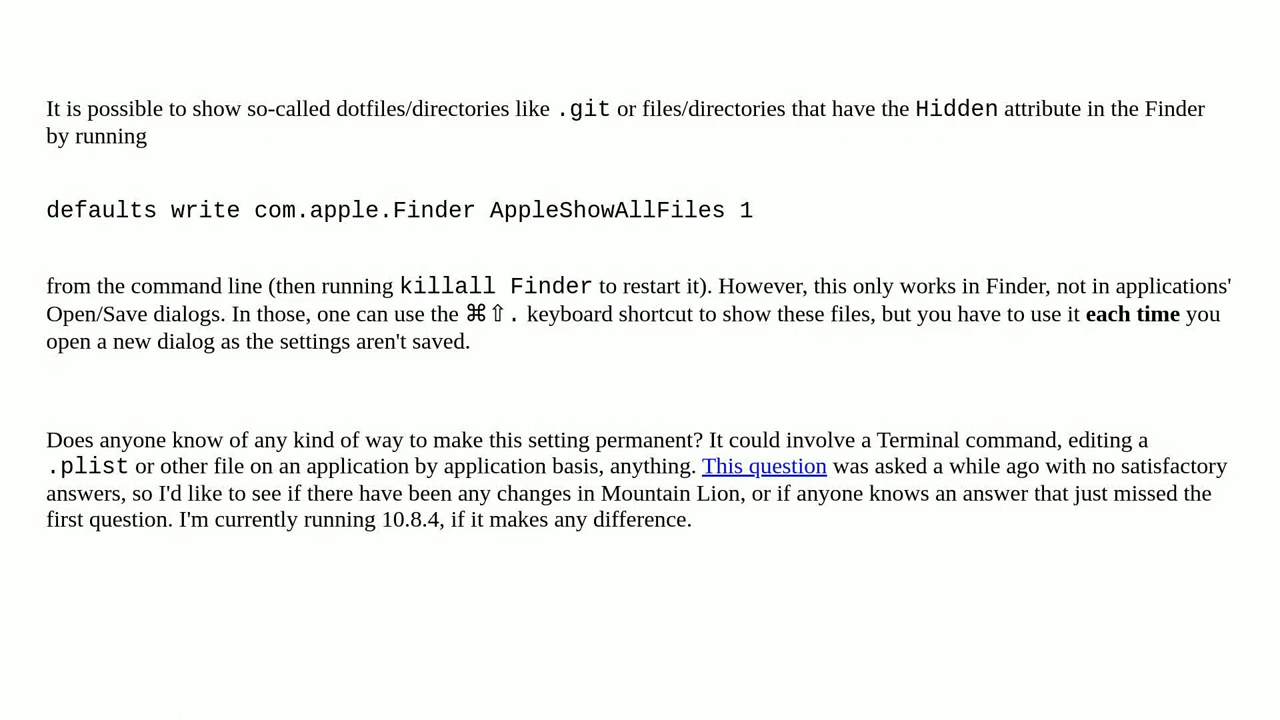 It is possible to show so-called dotfiles/directories like .git or files/directories that have the Hidden attribute in the Finder
by running
defaults write com.apple.Finder AppleShowAllFiles 1
from the command line (then running killall Finder to restart it). However, this only works in Finder, not in applications'
Open/Save dialogs. In those, one can use the ⌘⇧. keyboard shortcut to show these files, but you have to use it each time you
open a new dialog as the settings aren't saved.
Does anyone know of any kind of way to make this setting permanent? It could involve a Terminal command, editing a
.plist or other file on an application by application basis, anything. This question was asked a while ago with no satisfactory
answers, so I'd like to see if there have been any changes in Mountain Lion, or if anyone knows an answer that just missed the
first question. I'm currently running 10.8.4, if it makes any difference.